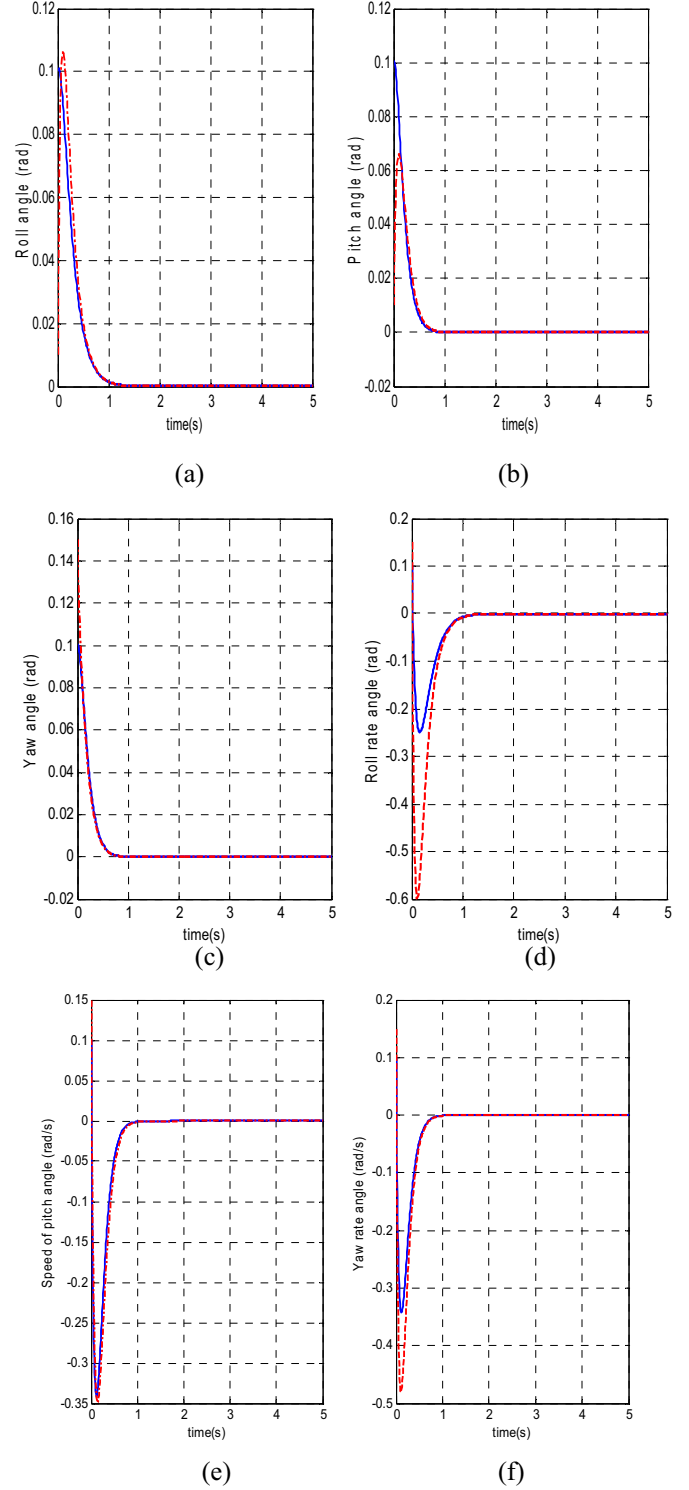 0.12
0.1
0.08
0.06
0.04
0.02
0
Roll angle (rad)
0 1 2 3 4 5
time(s)
(a)
0.12
0.1
0.08
0.06
0.04
0.02
0
-0.02
Pitch angle (rad)
0 1 2 3 4 5
time(s)
(b)
0.16
0.14
0.12
0.1
0.08
0.06
0.04
0.02
0
-0.02
Yaw angle (rad)
0 1 2 3 4 5
time(s)
(c)
0.2
0.1
0
-0.1
-0.2
-0.3
-0.4
-0.5
-0.6
Roll rate angle (rad)
0 1 2 3 4 5
time(s)
(d)
0.15
0.1
0.05
0
-0.05
-0.1
-0.15
-0.2
-0.25
-0.3
-0.35
Speed of pitch angle (rad/s)
0 1 2 3 4 5
time(s)
(e)
0.2
0.1
0
-0.1
-0.2
-0.3
-0.4
-0.5
Yaw rate angle (rad/s)
0 1 2 3 4 5
time(s)
(f)